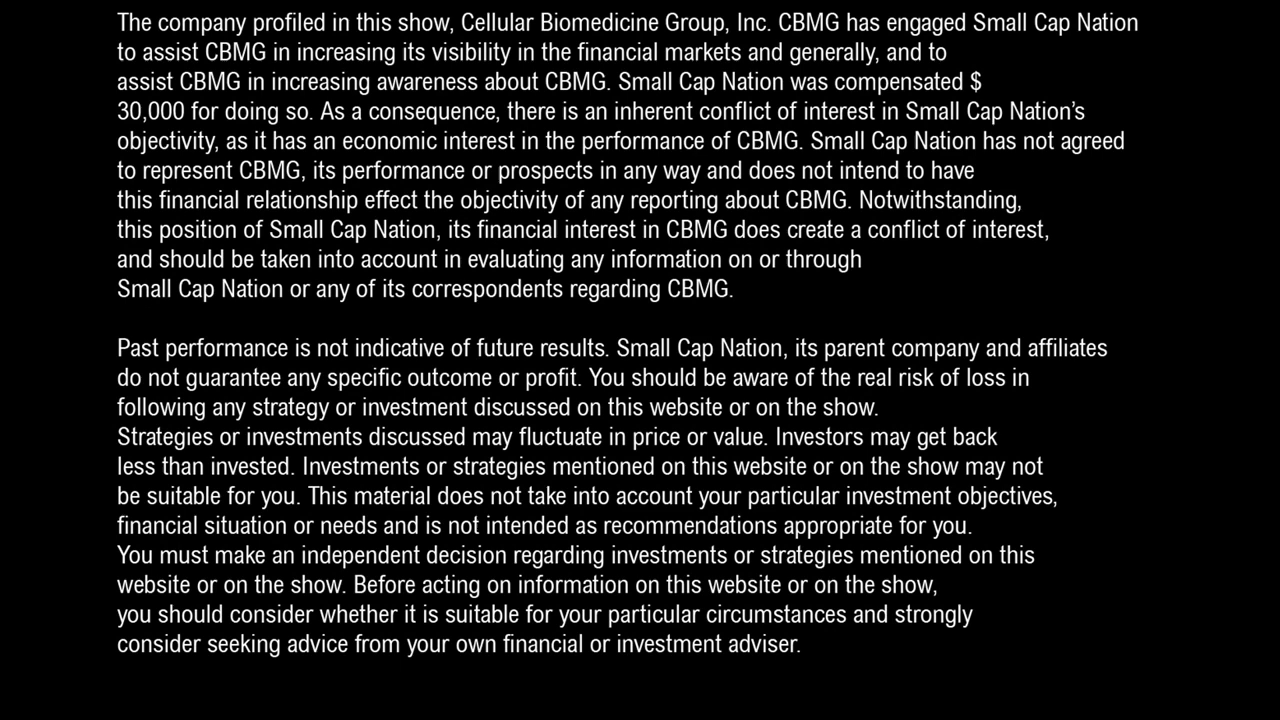 The company profiled in this show, Cellular Biomedicine Group, Inc. CBMG has engaged Small Cap Nation
to assist CBMG in increasing its visibility in the financial markets and generally, and to
assist CBMG in increasing awareness about CBMG. Small Cap Nation was compensated $
30,000 for doing so. As a consequence, there is an inherent conflict of interest in Small Cap Nation’s
objectivity, as it has an economic interest in the performance of CBMG. Small Cap Nation has not agreed
to represent CBMG, its performance or prospects in any way and does not intend to have
this financial relationship effect the objectivity of any reporting about CBMG. Notwithstanding,
this position of Small Cap Nation, its financial interest in CBMG does create a conflict of interest,
and should be taken into account in evaluating any information on or through
Small Cap Nation or any of its correspondents regarding CBMG.
Past performance is not indicative of future results. Small Cap Nation, its parent company and affiliates
do not guarantee any specific outcome or profit. You should be aware of the real risk of loss in
following any strategy or investment discussed on this website or on the show.
Strategies or investments discussed may fluctuate in price or value. Investors may get back
less than invested. Investments or strategies mentioned on this website or on the show may not
be suitable for you. This material does not take into account your particular investment objectives,
financial situation or needs and is not intended as recommendations appropriate for you.
You must make an independent decision regarding investments or strategies mentioned on this
website or on the show. Before acting on information on this website or on the show,
you should consider whether it is suitable for your particular circumstances and strongly
consider seeking advice from your own financial or investment adviser.